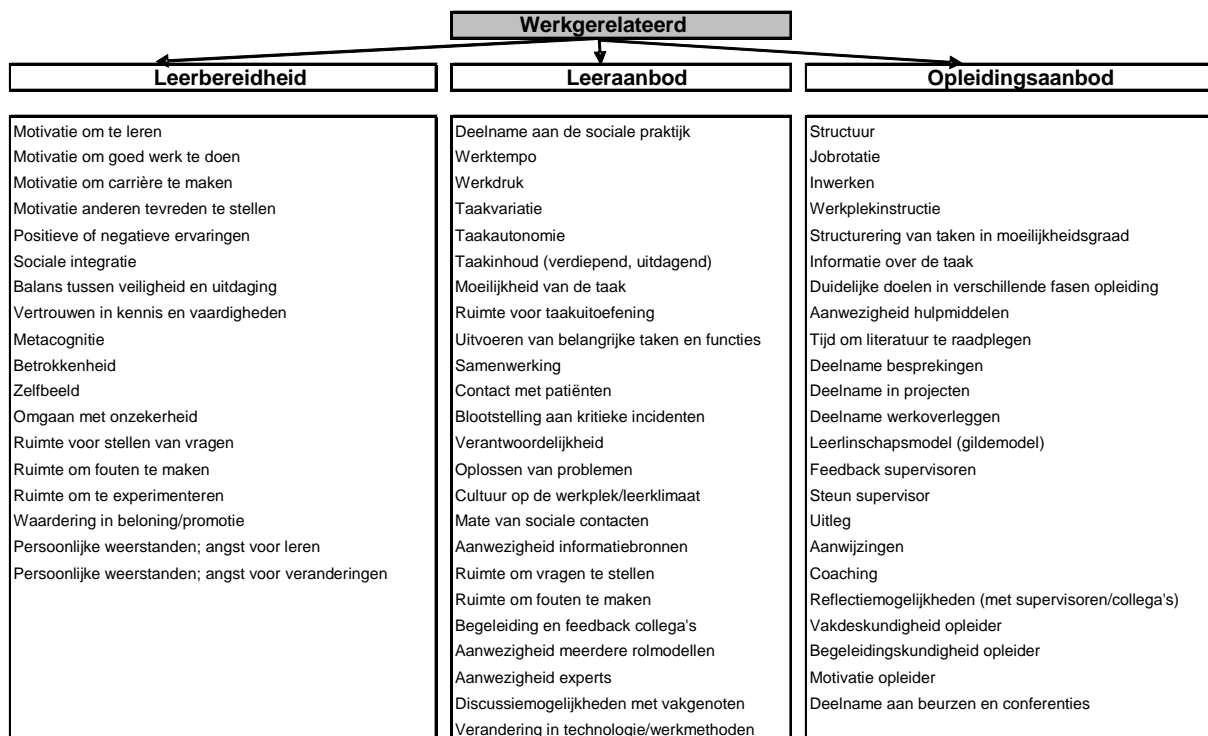 Werkgerelateerd
Leerbereidheid
Motivatie om te leren
Motivatie om goed werk te doen
Motivatie om carrière te maken
Motivatie anderen tevreden te stellen
Positieve of negatieve ervaringen
Sociale integratie
Balans tussen veiligheid en uitdaging
Vertrouwen in kennis en vaardigheden
Metacognitie
Betrokkenheid
Zelfbeeld
Omgaan met onzekerheid
Ruimte voor stellen van vragen
Ruimte om fouten te maken
Ruimte om te experimenteren
Waardering in beloning/promotie
Persoonlijke weerstanden; angst voor leren
Persoonlijke weerstanden; angst voor veranderingen
Leeraanbod
Deelname aan de sociale praktijk
Werktempo
Werkdruk
Taakvariatie
Taakautonomie
Taakinhoud (verdiepend, uitdagend)
Moeilijkheid van de taak
Ruimte voor taakuitoefening
Uitvoeren van belangrijke taken en functies
Samenwerking
Contact met patiënten
Blootstelling aan kritieke incidenten
Verantwoordelijkheid
Oplossen van problemen
Cultuur op de werkplek/leerklimaat
Mate van sociale contacten
Aanwezigheid informatiebronnen
Ruimte om vragen te stellen
Ruimte om fouten te maken
Begeleiding en feedback collega's
Aanwezigheid meerdere rolmodellen
Aanwezigheid experts
Discussiemogelijkheden met vakgenoten
Verandering in technologie/werkmethoden
Opleidingsaanbod
Structuur
Jobrotatie
Inwerken
Werkplekinstructie
Structurering van taken in moeilijkheidsgraad
Informatie over de taak
Duidelijke doelen in verschillende fasen opleiding
Aanwezigheid hulpmiddelen
Tijd om literatuur te raadplegen
Deelname besprekingen
Deelname in projecten
Deelname werkoverleggen
Leerlinschapsmodel (gildemodel)
Feedback supervisoren
Steun supervisor
Uitleg
Aanwijzingen
Coaching
Reflectiemogelijkheden (met supervisoren/collega's)
Vakdeskundigheid opleider
Begeleidingskundigheid opleider
Motivatie opleider
Deelname aan beurzen en conferenties